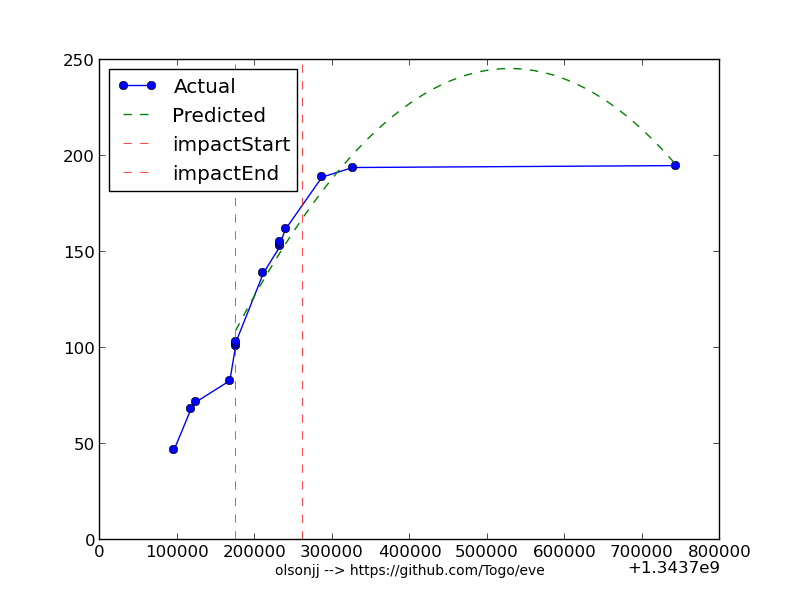 250
200
150
100
50
0
Actual
Predicted
impactStart
impactEnd
0 100000 200000 300000 400000 500000 600000 700000 800000
olsonjj --> https://github.com/Togo/eve
+1.3437e9